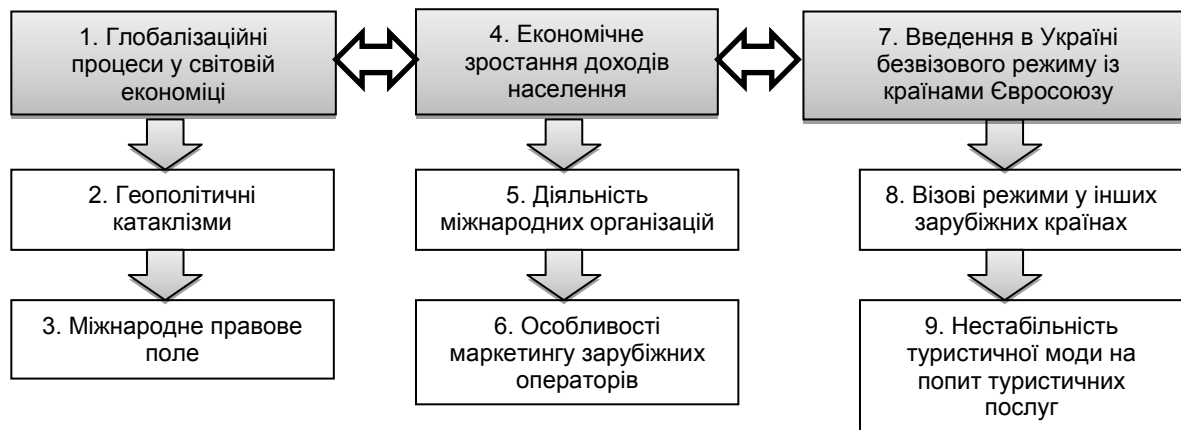 1. Глобалізаційні
процеси у світовій
економіці
4. Економічне
зростання доходів
населення
7. Введення в Україні
безвізового режиму із
країнами Євросоюзу
2. Геополітичні
катаклізми
5. Діяльність
міжнародних організацій
8. Візові режими у інших
зарубіжних країнах
3. Міжнародне правове
поле
6. Особливості
маркетингу зарубіжних
операторів
9. Нестабільність
туристичної моди на
попит туристичних
послуг